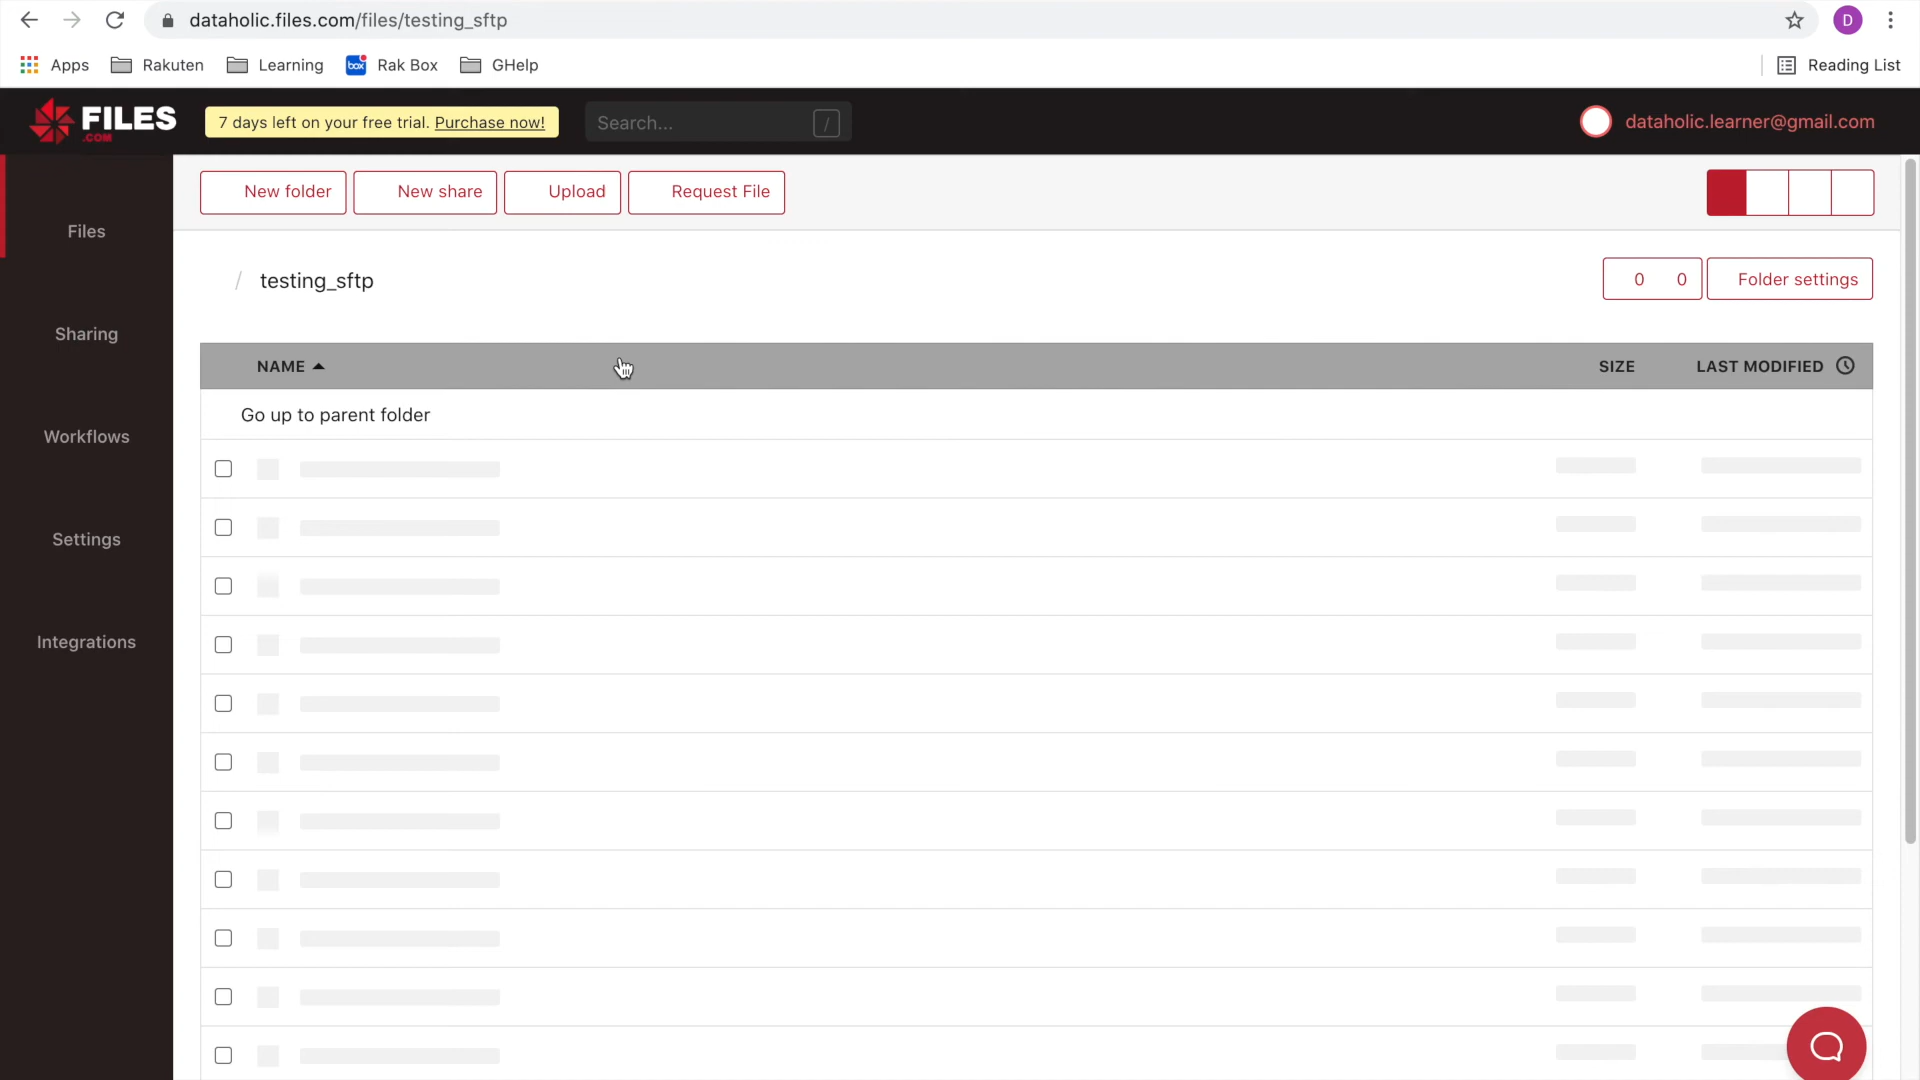 dataholic.files.com/files/testing_sftp
D
Apps
Rakuten
Learning
box
Rak Box
GHelp
Reading List
FILES
.COM
7 days left on your free trial. Purchase now!
Search...
/
dataholic.learner@gmail.com
New folder
New share
Upload
Request File
Files
/ testing_sftp
0 0
Folder settings
Sharing
NAME
SIZE
LAST MODIFIED
Go up to parent folder
Workflows
Settings
Integrations